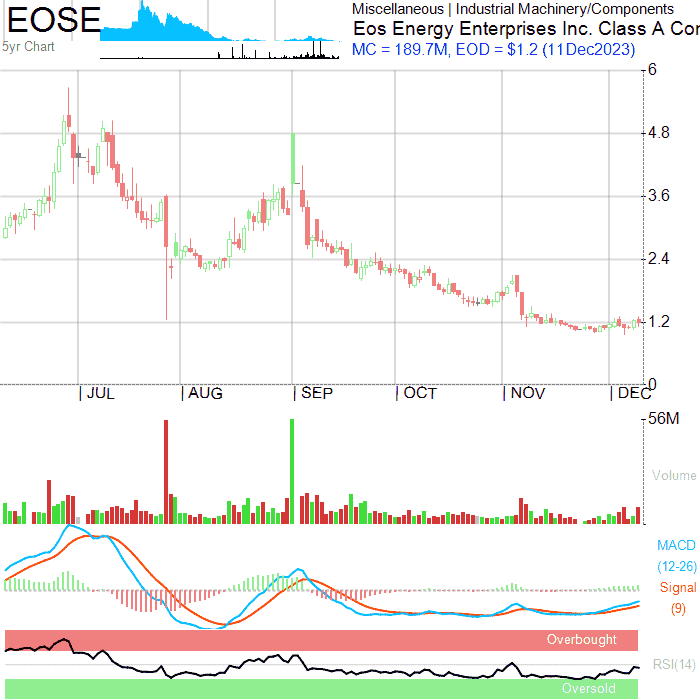 EOSE
5yr Chart
Miscellaneous | Industrial Machinery/Components
Eos Energy Enterprises Inc. Class A Cor
MC = 189.7M, EOD = $1.2 (11Dec2023)
6
4.8
3.6
2.4
1.2
0
| JUL | AUG | SEP | OCT | NOV | DEC
56M
Volume
MACD
(12-26)
Signal
(9)
Overbought
RSI(14)
Oversold